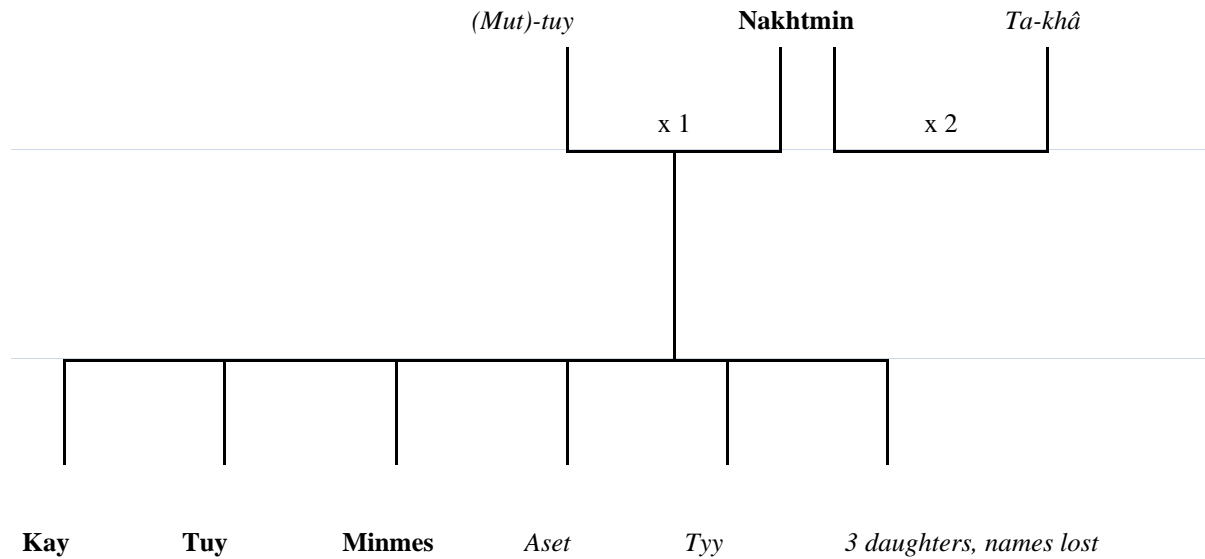 (Mut)-tuy Nakhtmin Ta-khâ
x 1 x 2
Kay Tuy Minmes Aset Tyy 3 daughters, names lost